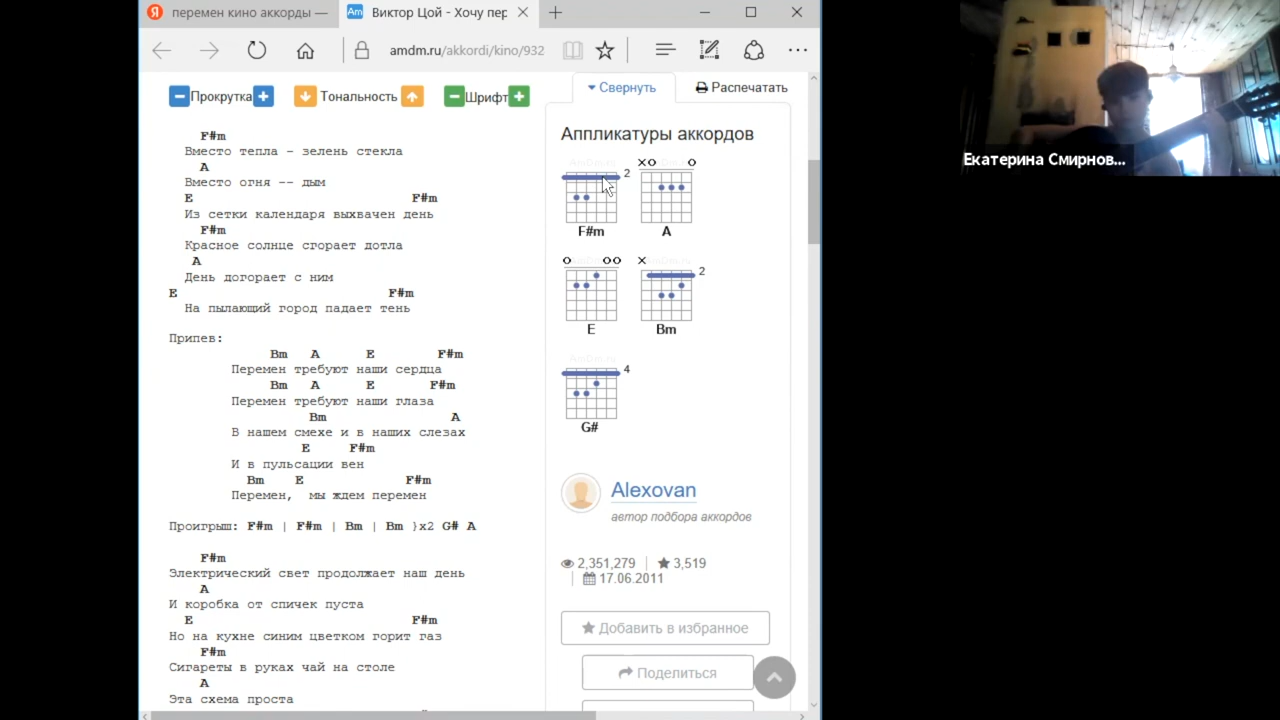 перемен кино аккорды —
Виктор Цой - Хочу пер
amdm.ru/akkordi/kino/932
Прокрутка
Тональность
Шрифт
Свернуть
Распечатать
F#m
Вместо тепла - зелень стекла
A
Вместо огня -- дым
E F#m
Из сетки календаря выхвачен день
F#m
Красное солнце сгорает дотла
A
День догорает с ним
E F#m
На пылающий город падает тень
Припев:
Bm A E F#m
Перемен требуют наши сердца
Bm A E F#m
Перемен требуют наши глаза
Bm A
В нашем смехе и в наших слезах
E F#m
И в пульсации вен
Bm E F#m
Перемен, мы ждем перемен
Проигрыш: F#m | F#m | Bm | Bm }x2 G# A
F#m
Электрический свет продолжает наш день
A
И коробка от спичек пуста
E F#m
Но на кухне синим цветком горит газ
F#m
Сигареты в руках чай на столе
A
Эта схема проста
Аппликатуры аккордов
2
F#m
A
E
2
Bm
4
G#
Alexovan
автор подбора аккордов
2,351,279 | 3,519
| 17.06.2011
Добавить в избранное
Поделиться
Екатерина Смирнов...